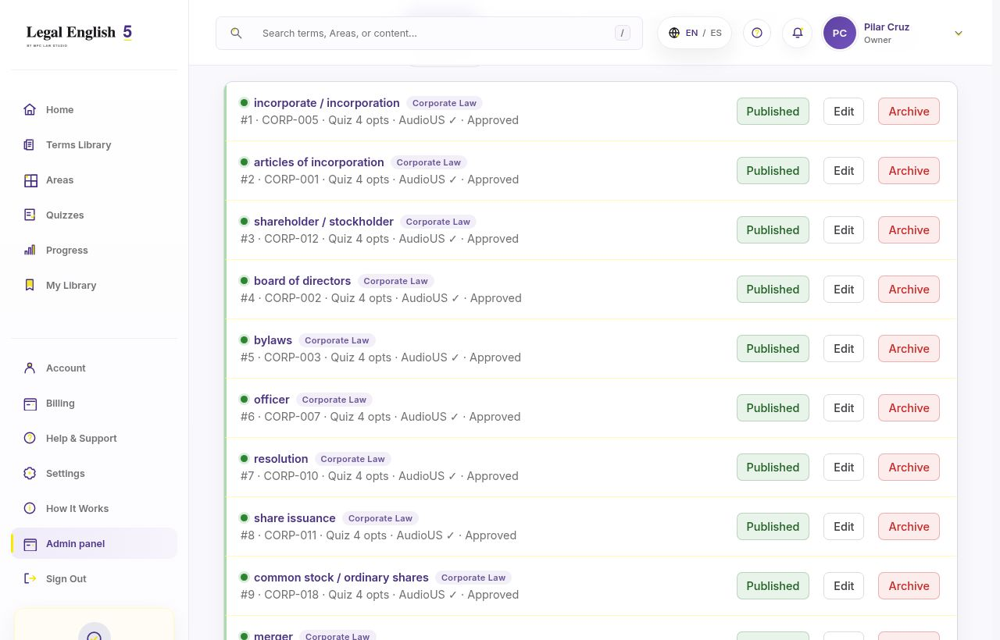 Legal English 5
BY MPC LAW STUDIO
Search terms, Areas, or content...
/
EN / ES
PC
Pilar Cruz
Owner
Home
Terms Library
Areas
Quizzes
Progress
My Library
Account
Billing
Help & Support
Settings
How It Works
Admin panel
Sign Out
incorporate / incorporation Corporate Law
#1 · CORP-005 · Quiz 4 opts · AudioUS ✓ · Approved
Published Edit Archive
articles of incorporation Corporate Law
#2 · CORP-001 · Quiz 4 opts · AudioUS ✓ · Approved
Published Edit Archive
shareholder / stockholder Corporate Law
#3 · CORP-012 · Quiz 4 opts · AudioUS ✓ · Approved
Published Edit Archive
board of directors Corporate Law
#4 · CORP-002 · Quiz 4 opts · AudioUS ✓ · Approved
Published Edit Archive
bylaws Corporate Law
#5 · CORP-003 · Quiz 4 opts · AudioUS ✓ · Approved
Published Edit Archive
officer Corporate Law
#6 · CORP-007 · Quiz 4 opts · AudioUS ✓ · Approved
Published Edit Archive
resolution Corporate Law
#7 · CORP-010 · Quiz 4 opts · AudioUS ✓ · Approved
Published Edit Archive
share issuance Corporate Law
#8 · CORP-011 · Quiz 4 opts · AudioUS ✓ · Approved
Published Edit Archive
common stock / ordinary shares Corporate Law
#9 · CORP-018 · Quiz 4 opts · AudioUS ✓ · Approved
Published Edit Archive
merger Corporate Law